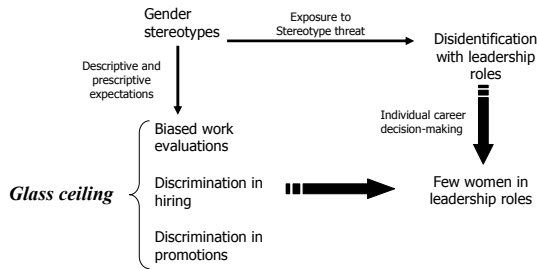 Gender
stereotypes
Exposure to
Stereotype threat
Disidentification
with leadership
roles
Descriptive and
prescriptive
expectations
Individual career
decision-making
Biased work
evaluations
Glass ceiling
Discrimination in
hiring
Few women in
leadership roles
Discrimination in
promotions